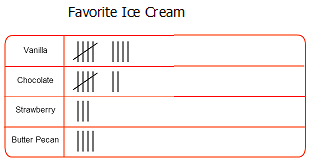 Favorite Ice Cream
Vanilla
Chocolate
Strawberry
Butter Pecan